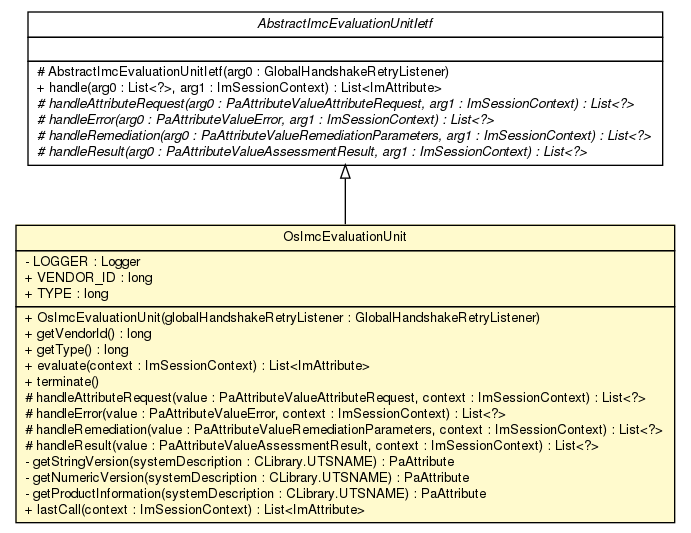 AbstractImcEvaluationUnitIetf
# AbstractImcEvaluationUnitIetf(arg0 : GlobalHandshakeRetryListener)
+ handle(arg0 : List<?>, arg1 : ImSessionContext) : List<ImAttribute>
# handleAttributeRequest(arg0 : PaAttributeValueAttributeRequest, arg1 : ImSessionContext) : List<?>
# handleError(arg0 : PaAttributeValueError, arg1 : ImSessionContext) : List<?>
# handleRemediation(arg0 : PaAttributeValueRemediationParameters, arg1 : ImSessionContext) : List<?>
# handleResult(arg0 : PaAttributeValueAssessmentResult, arg1 : ImSessionContext) : List<?>
OsImcEvaluationUnit
- LOGGER : Logger
+ VENDOR_ID : long
+ TYPE : long
+ OsImcEvaluationUnit(globalHandshakeRetryListener : GlobalHandshakeRetryListener)
+ getVendorId() : long
+ getType() : long
+ evaluate(context : ImSessionContext) : List<ImAttribute>
+ terminate()
# handleAttributeRequest(value : PaAttributeValueAttributeRequest, context : ImSessionContext) : List<?>
# handleError(value : PaAttributeValueError, context : ImSessionContext) : List<?>
# handleRemediation(value : PaAttributeValueRemediationParameters, context : ImSessionContext) : List<?>
# handleResult(value : PaAttributeValueAssessmentResult, context : ImSessionContext) : List<?>
- getStringVersion(systemDescription : CLibrary.UTSNAME) : PaAttribute
- getNumericVersion(systemDescription : CLibrary.UTSNAME) : PaAttribute
- getProductInformation(systemDescription : CLibrary.UTSNAME) : PaAttribute
+ lastCall(context : ImSessionContext) : List<ImAttribute>